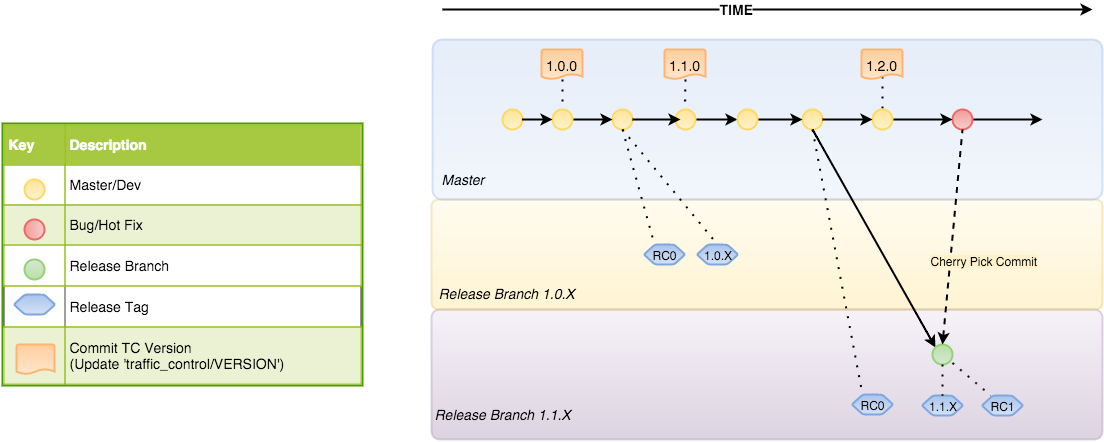 TIME
1.0.0
1.1.0
1.2.0
Master
RC0
1.0.X
Cherry Pick Commit
Release Branch 1.0.X
RC0
1.1.X
RC1
Release Branch 1.1.X
Key Description
Master/Dev
Bug/Hot Fix
Release Branch
Release Tag
Commit TC Version
(Update 'traffic_control/VERSION')